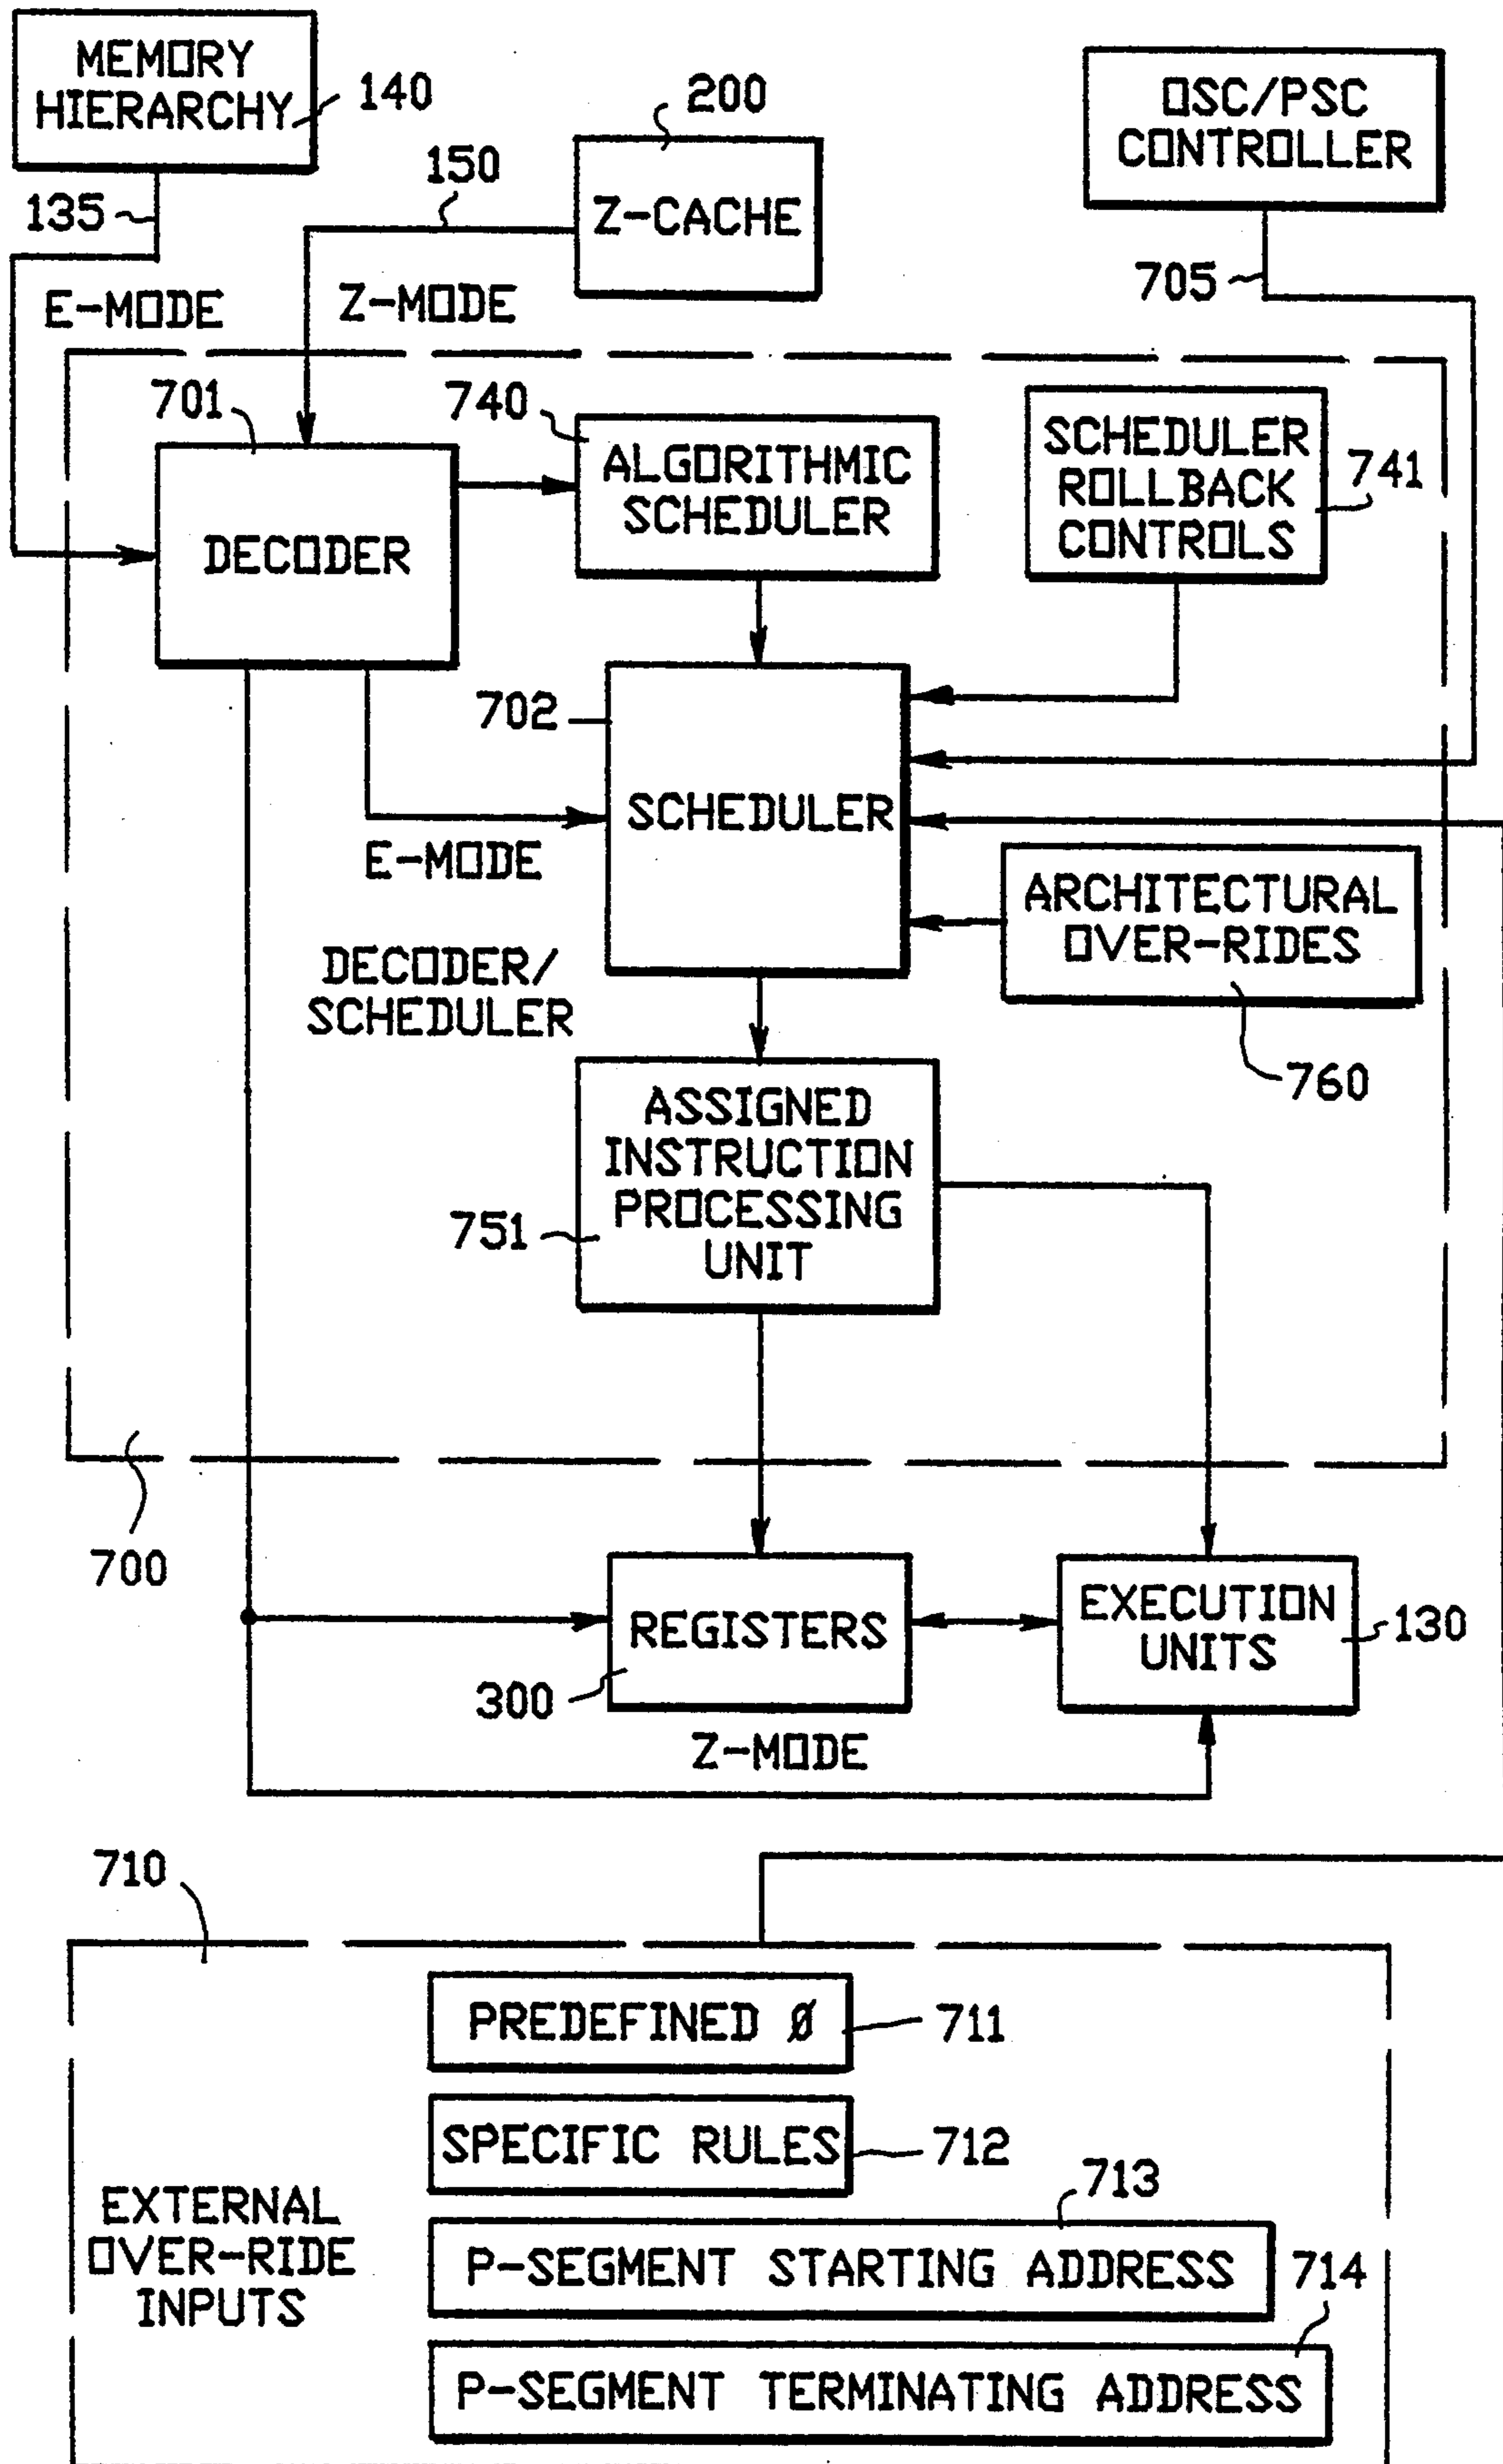 MEMORY
HIERARCHY
140
200
OSC/PSC
CONTROLLER
135
150
Z-CACHE
705
E-MODE
Z-MODE
701
740
ALGORITHMIC
SCHEDULER
SCHEDULER
ROLLBACK
CONTROLS
741
DECODER
702
SCHEDULER
E-MODE
ARCHITECTURAL
OVER-RIDES
DECODER/
SCHEDULER
760
ASSIGNED
INSTRUCTION
PROCESSING
UNIT
751
700
REGISTERS
300
EXECUTION
UNITS
130
Z-MODE
710
PREDEFINED Ø
711
SPECIFIC RULES
712
713
EXTERNAL
OVER-RIDE
INPUTS
P-SEGMENT STARTING ADDRESS
714
P-SEGMENT TERMINATING ADDRESS